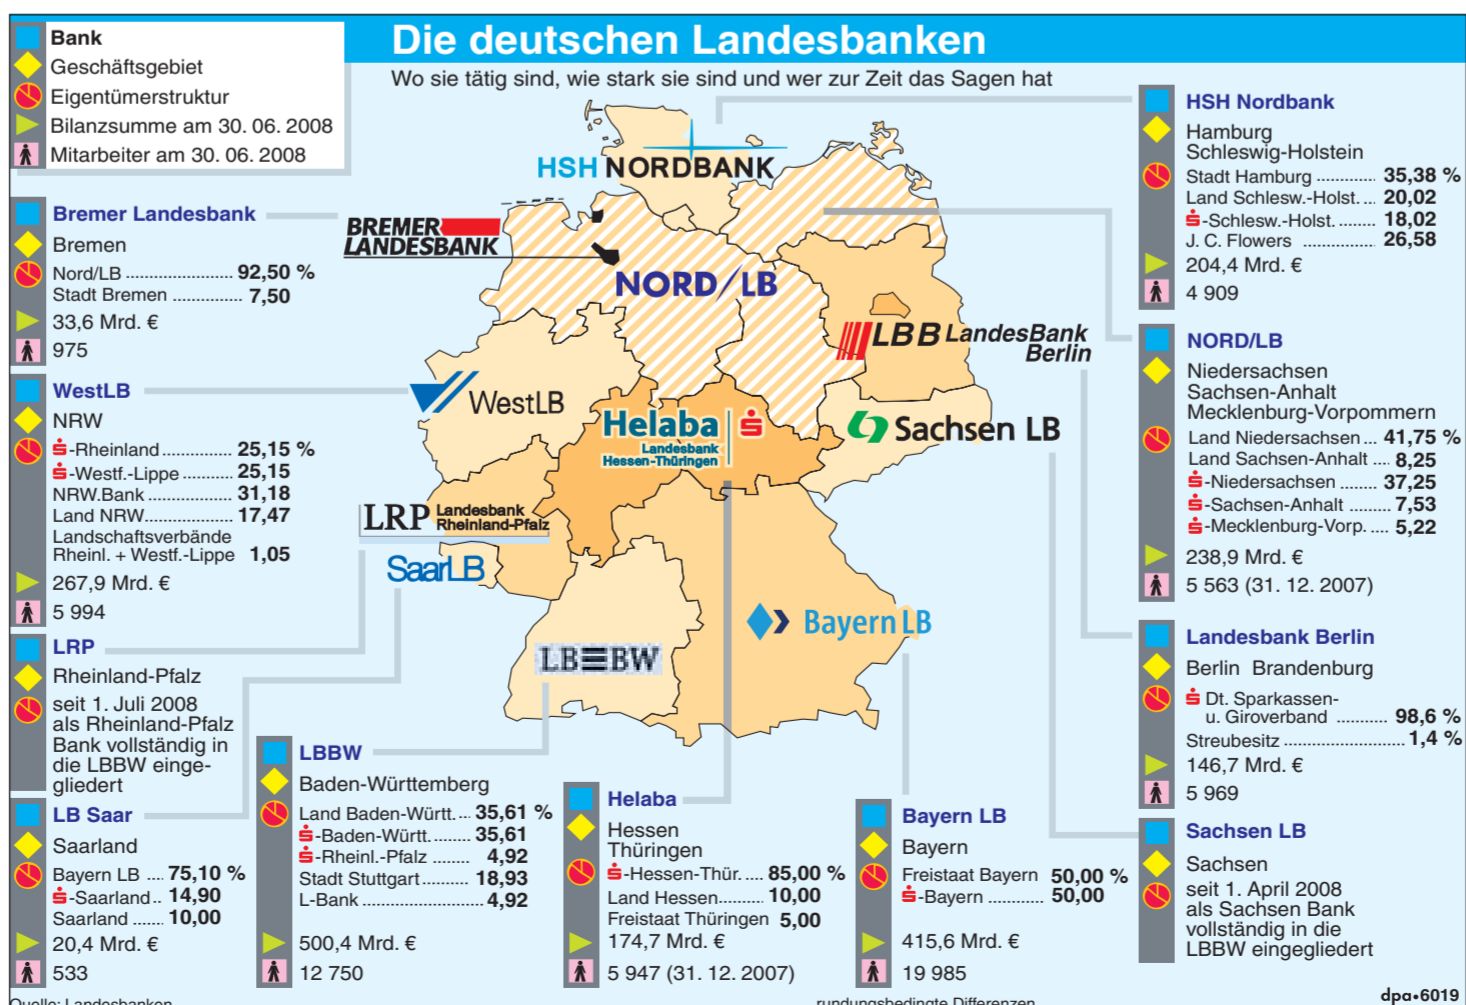 Die deutschen Landesbanken
Wo sie tätig sind, wie stark sie sind und wer zur Zeit das Sagen hat
Bank
Geschäftsgebiet
Eigentümerstruktur
Bilanzsumme am 30. 06. 2008
Mitarbeiter am 30. 06. 2008
Bremer Landesbank
Bremen
Nord/LB ...................... 92,50 %
Stadt Bremen .............. 7,50
33,6 Mrd. €
975
WestLB
NRW
S-Rheinland .............. 25,15 %
S-Westf.-Lippe .......... 25,15
NRW.Bank ................. 31,18
Land NRW.................. 17,47
Landschaftsverbände
Rheinl. + Westf.-Lippe 1,05
267,9 Mrd. €
5 994
LRP
Rheinland-Pfalz
seit 1. Juli 2008
als Rheinland-Pfalz
Bank vollständig in
die LBBW einge-
gliedert
LB Saar
Saarland
Bayern LB .... 75,10 %
S-Saarland .. 14,90
Saarland ...... 10,00
20,4 Mrd. €
533
LBBW
Baden-Württemberg
Land Baden-Württ. ... 35,61 %
S-Baden-Württ. ........ 35,61
S-Rheinl.-Pfalz ........ 4,92
Stadt Stuttgart .......... 18,93
L-Bank ......................... 4,92
500,4 Mrd. €
12 750
Helaba
Hessen
Thüringen
S-Hessen-Thür. .... 85,00 %
Land Hessen.......... 10,00
Freistaat Thüringen 5,00
174,7 Mrd. €
5 947 (31. 12. 2007)
Bayern LB
Bayern
Freistaat Bayern 50,00 %
S-Bayern ............ 50,00
415,6 Mrd. €
19 985
HSH Nordbank
Hamburg
Schleswig-Holstein
Stadt Hamburg ............ 35,38 %
Land Schlesw.-Holst. ... 20,02
S-Schlesw.-Holst. ........ 18,02
J. C. Flowers ............... 26,58
204,4 Mrd. €
4 909
NORD/LB
Niedersachsen
Sachsen-Anhalt
Mecklenburg-Vorpommern
Land Niedersachsen ... 41,75 %
Land Sachsen-Anhalt .... 8,25
S-Niedersachsen ........ 37,25
S-Sachsen-Anhalt ......... 7,53
S-Mecklenburg-Vorp. .... 5,22
238,9 Mrd. €
5 563 (31. 12. 2007)
Landesbank Berlin
Berlin Brandenburg
S Dt. Sparkassen-
u. Giroverband ........... 98,6 %
Streubesitz .......................... 1,4 %
146,7 Mrd. €
5 969
Sachsen LB
Sachsen
seit 1. April 2008
als Sachsen Bank
vollständig in die
LBBW eingegliedert
HSH NORDBANK
BREMER
LANDESBANK
NORD/LB
LBB LandesBank
Berlin
WestLB
Helaba S
Landesbank
Hessen-Thüringen
Sachsen LB
LRP Landesbank
Rheinland-Pfalz
SaarLB
Bayern LB
LB BW
Quelle: Landesbanken
rundungsbedingte Differenzen
dpa•6019